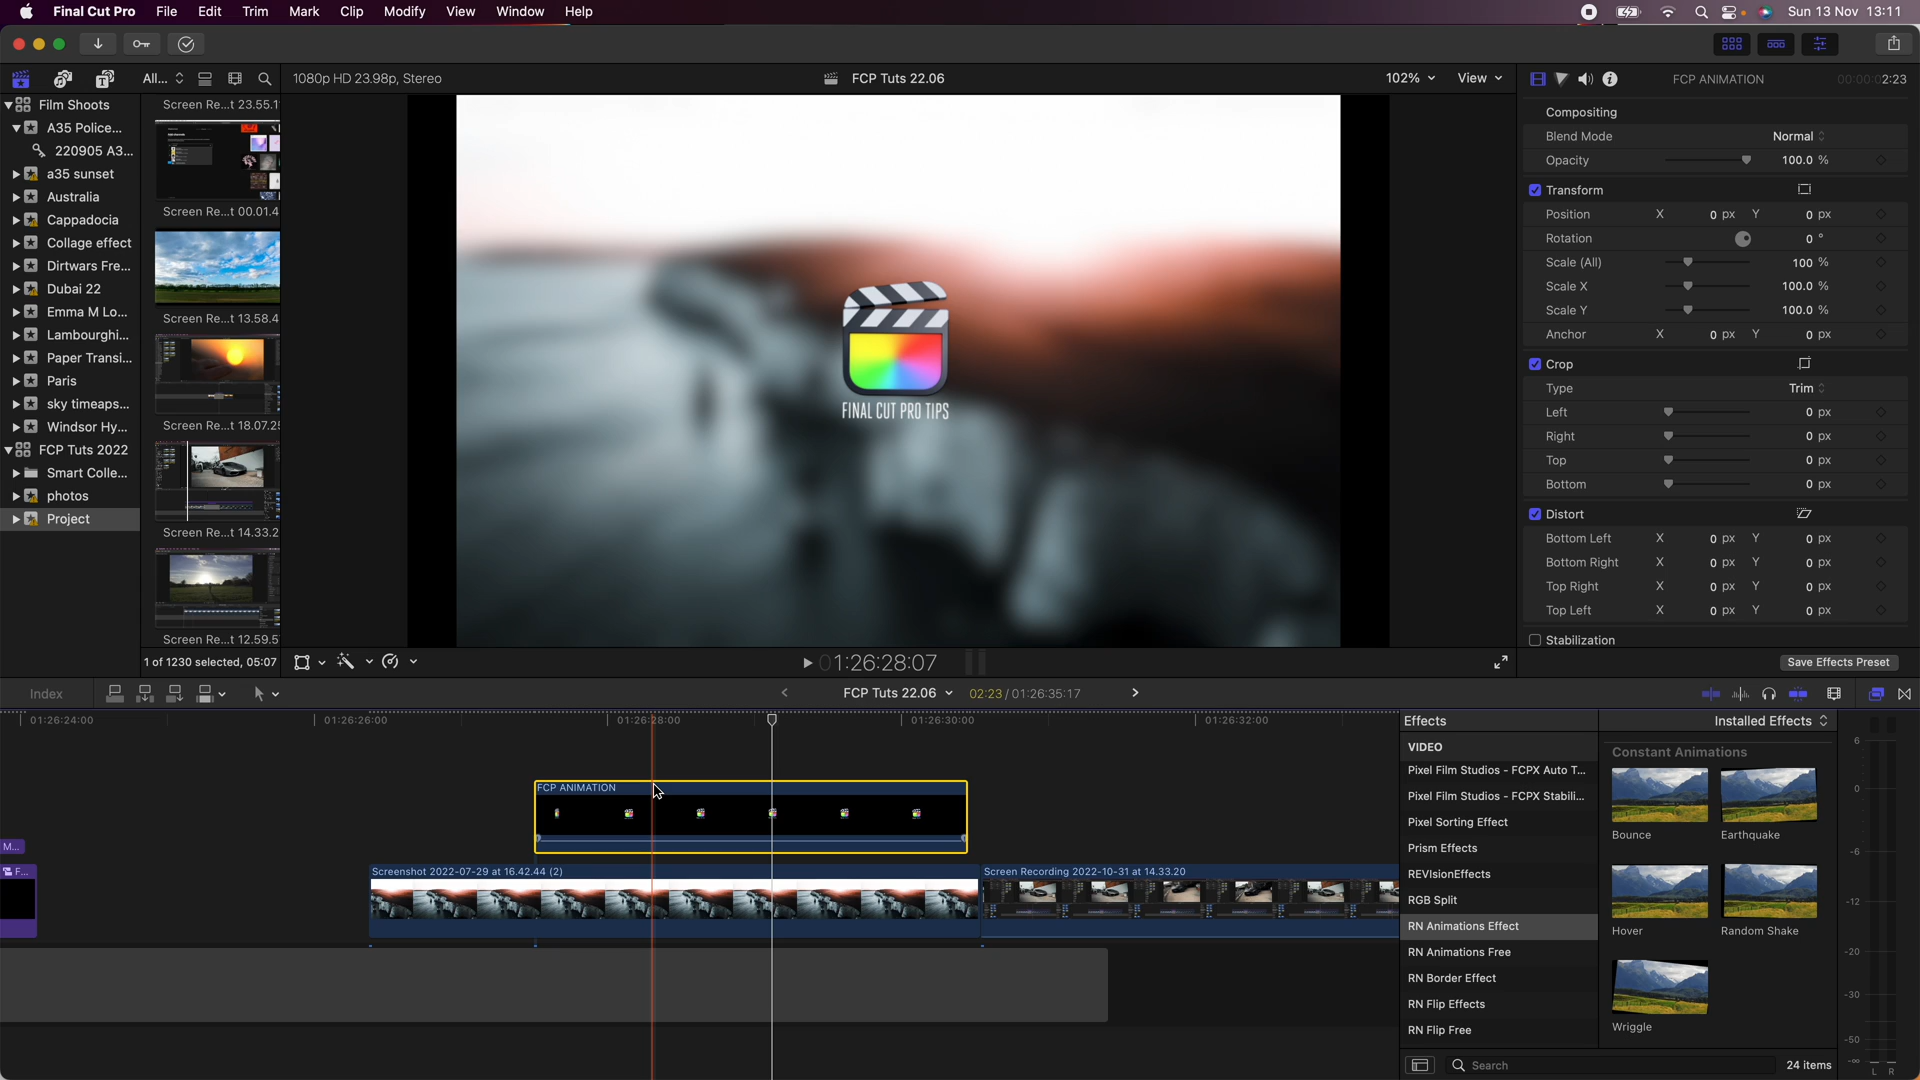 Final Cut Pro File Edit Trim Mark Clip Modify View Window Help Sun 13 Nov 13:11
All... 1080p HD 23.98p, Stereo FCP Tuts 22.06 102% View FCP ANIMATION 00:00:02:23
Film Shoots
A35 Police...
220905 A3...
a35 sunset
Australia
Cappadocia
Collage effect
Dirtwars Fre...
Dubai 22
Emma M Lo...
Lambourghi...
Paper Transi...
Paris
sky timeaps...
Windsor Hy...
FCP Tuts 2022
Smart Colle...
photos
Project
Screen Re...t 23.55.1
Screen Re...t 00.01.4
Screen Re...t 13.58.4
Screen Re...t 18.07.25
Screen Re...t 14.33.2
Screen Re...t 12.59.5
1 of 1230 selected, 05:07
FINAL CUT PRO TIPS
01:26:28:07
Compositing
Blend Mode Normal
Opacity 100.0 %
Transform
Position X 0 px Y 0 px
Rotation 0 °
Scale (All) 100 %
Scale X 100.0 %
Scale Y 100.0 %
Anchor X 0 px Y 0 px
Crop
Type Trim
Left 0 px
Right 0 px
Top 0 px
Bottom 0 px
Distort
Bottom Left X 0 px Y 0 px
Bottom Right X 0 px Y 0 px
Top Right X 0 px Y 0 px
Top Left X 0 px Y 0 px
Stabilization
Save Effects Preset
Index FCP Tuts 22.06 02:23 / 01:26:35:17
01:26:24:00 01:26:26:00 01:26:28:00 01:26:30:00 01:26:32:00
FCP ANIMATION
M...
F...
Screenshot 2022-07-29 at 16.42.44 (2)
Screen Recording 2022-10-31 at 14.33.20
Effects Installed Effects
VIDEO
Pixel Film Studios - FCPX Auto T...
Pixel Film Studios - FCPX Stabili...
Pixel Sorting Effect
Prism Effects
REVisionEffects
RGB Split
RN Animations Effect
RN Animations Free
RN Border Effect
RN Flip Effects
RN Flip Free
Constant Animations
Bounce
Earthquake
Hover
Random Shake
Wriggle
Search 24 items
6
0
-6
-12
-20
-30
-50
-∞
L R